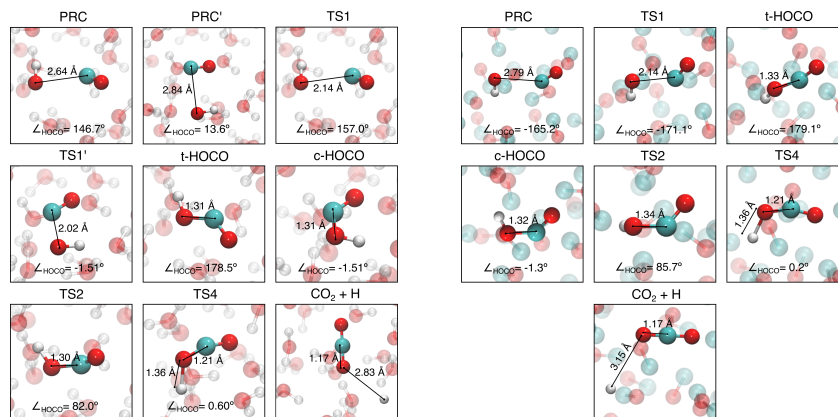 PRC
PRC'
TS1
2.64 Å
∠HOCO= 146.7º
2.84 Å
∠HOCO= 13.6º
2.14 Å
∠HOCO= 157.0º
TS1'
t-HOCO
c-HOCO
2.02 Å
∠HOCO= -1.51º
1.31 Å
∠HOCO= 178.5º
1.31 Å
∠HOCO= -1.51º
TS2
TS4
CO2 + H
1.30 Å
∠HOCO= 82.0º
1.36 Å
1.21 Å
∠HOCO= 0.60º
1.17 Å
2.83 Å
PRC
TS1
t-HOCO
2.79 Å
∠HOCO= -165.2º
2.14 Å
∠HOCO= -171.1º
1.33 Å
∠HOCO= 179.1º
c-HOCO
TS2
TS4
1.32 Å
∠HOCO= -1.3º
1.34 Å
∠HOCO= 85.7º
1.36 Å
1.21 Å
∠HOCO= 0.2º
CO2 + H
1.17 Å
3.15 Å